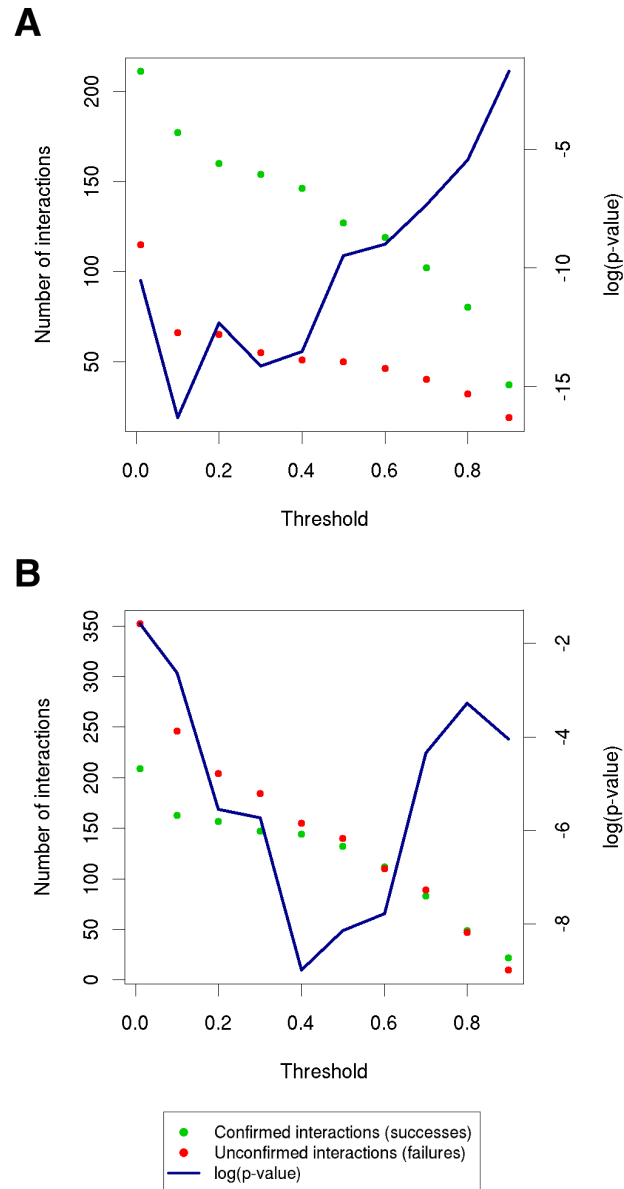 A
Number of interactions
200
150
100
50
-5
-10
-15
log(p-value)
0.0 0.2 0.4 0.6 0.8
Threshold
B
Number of interactions
350
300
250
200
150
100
50
0
-2
-4
-6
-8
log(p-value)
0.0 0.2 0.4 0.6 0.8
Threshold
Confirmed interactions (successes)
Unconfirmed interactions (failures)
log(p-value)